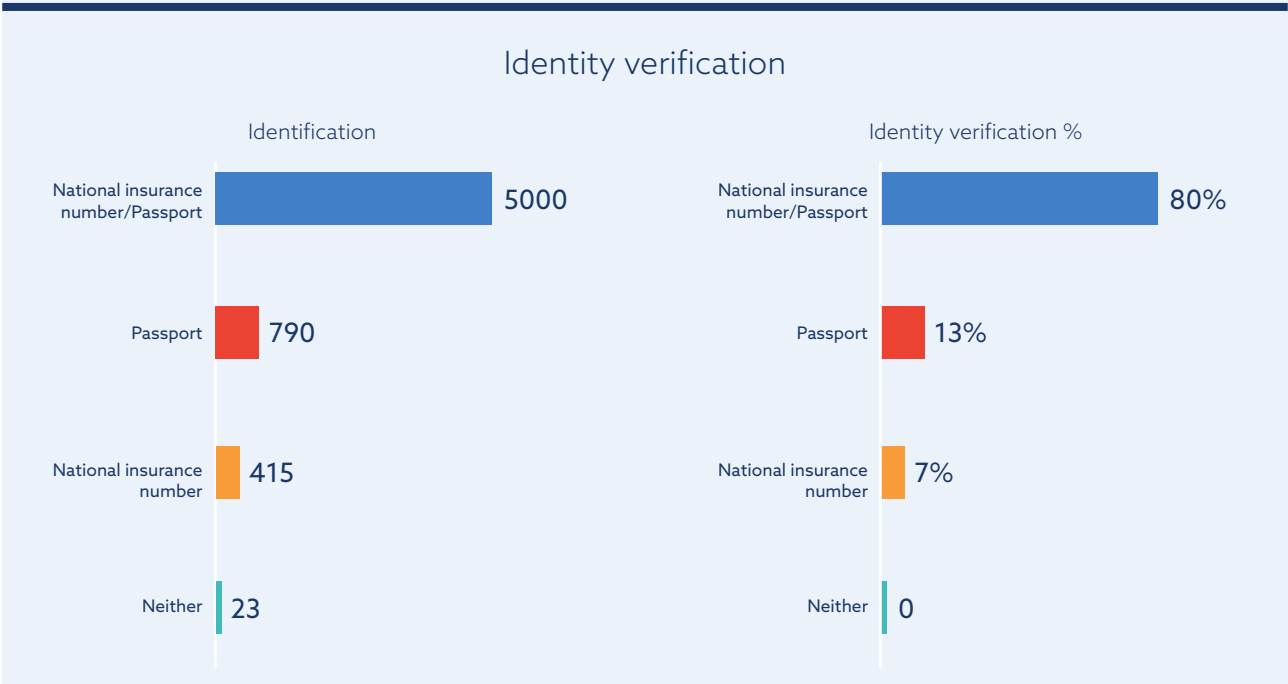 Identity verification
Identification
National insurance
number/Passport
5000
Passport
790
National insurance
number
415
Neither
23
Identity verification %
National insurance
number/Passport
80%
Passport
13%
National insurance
number
7%
Neither
0